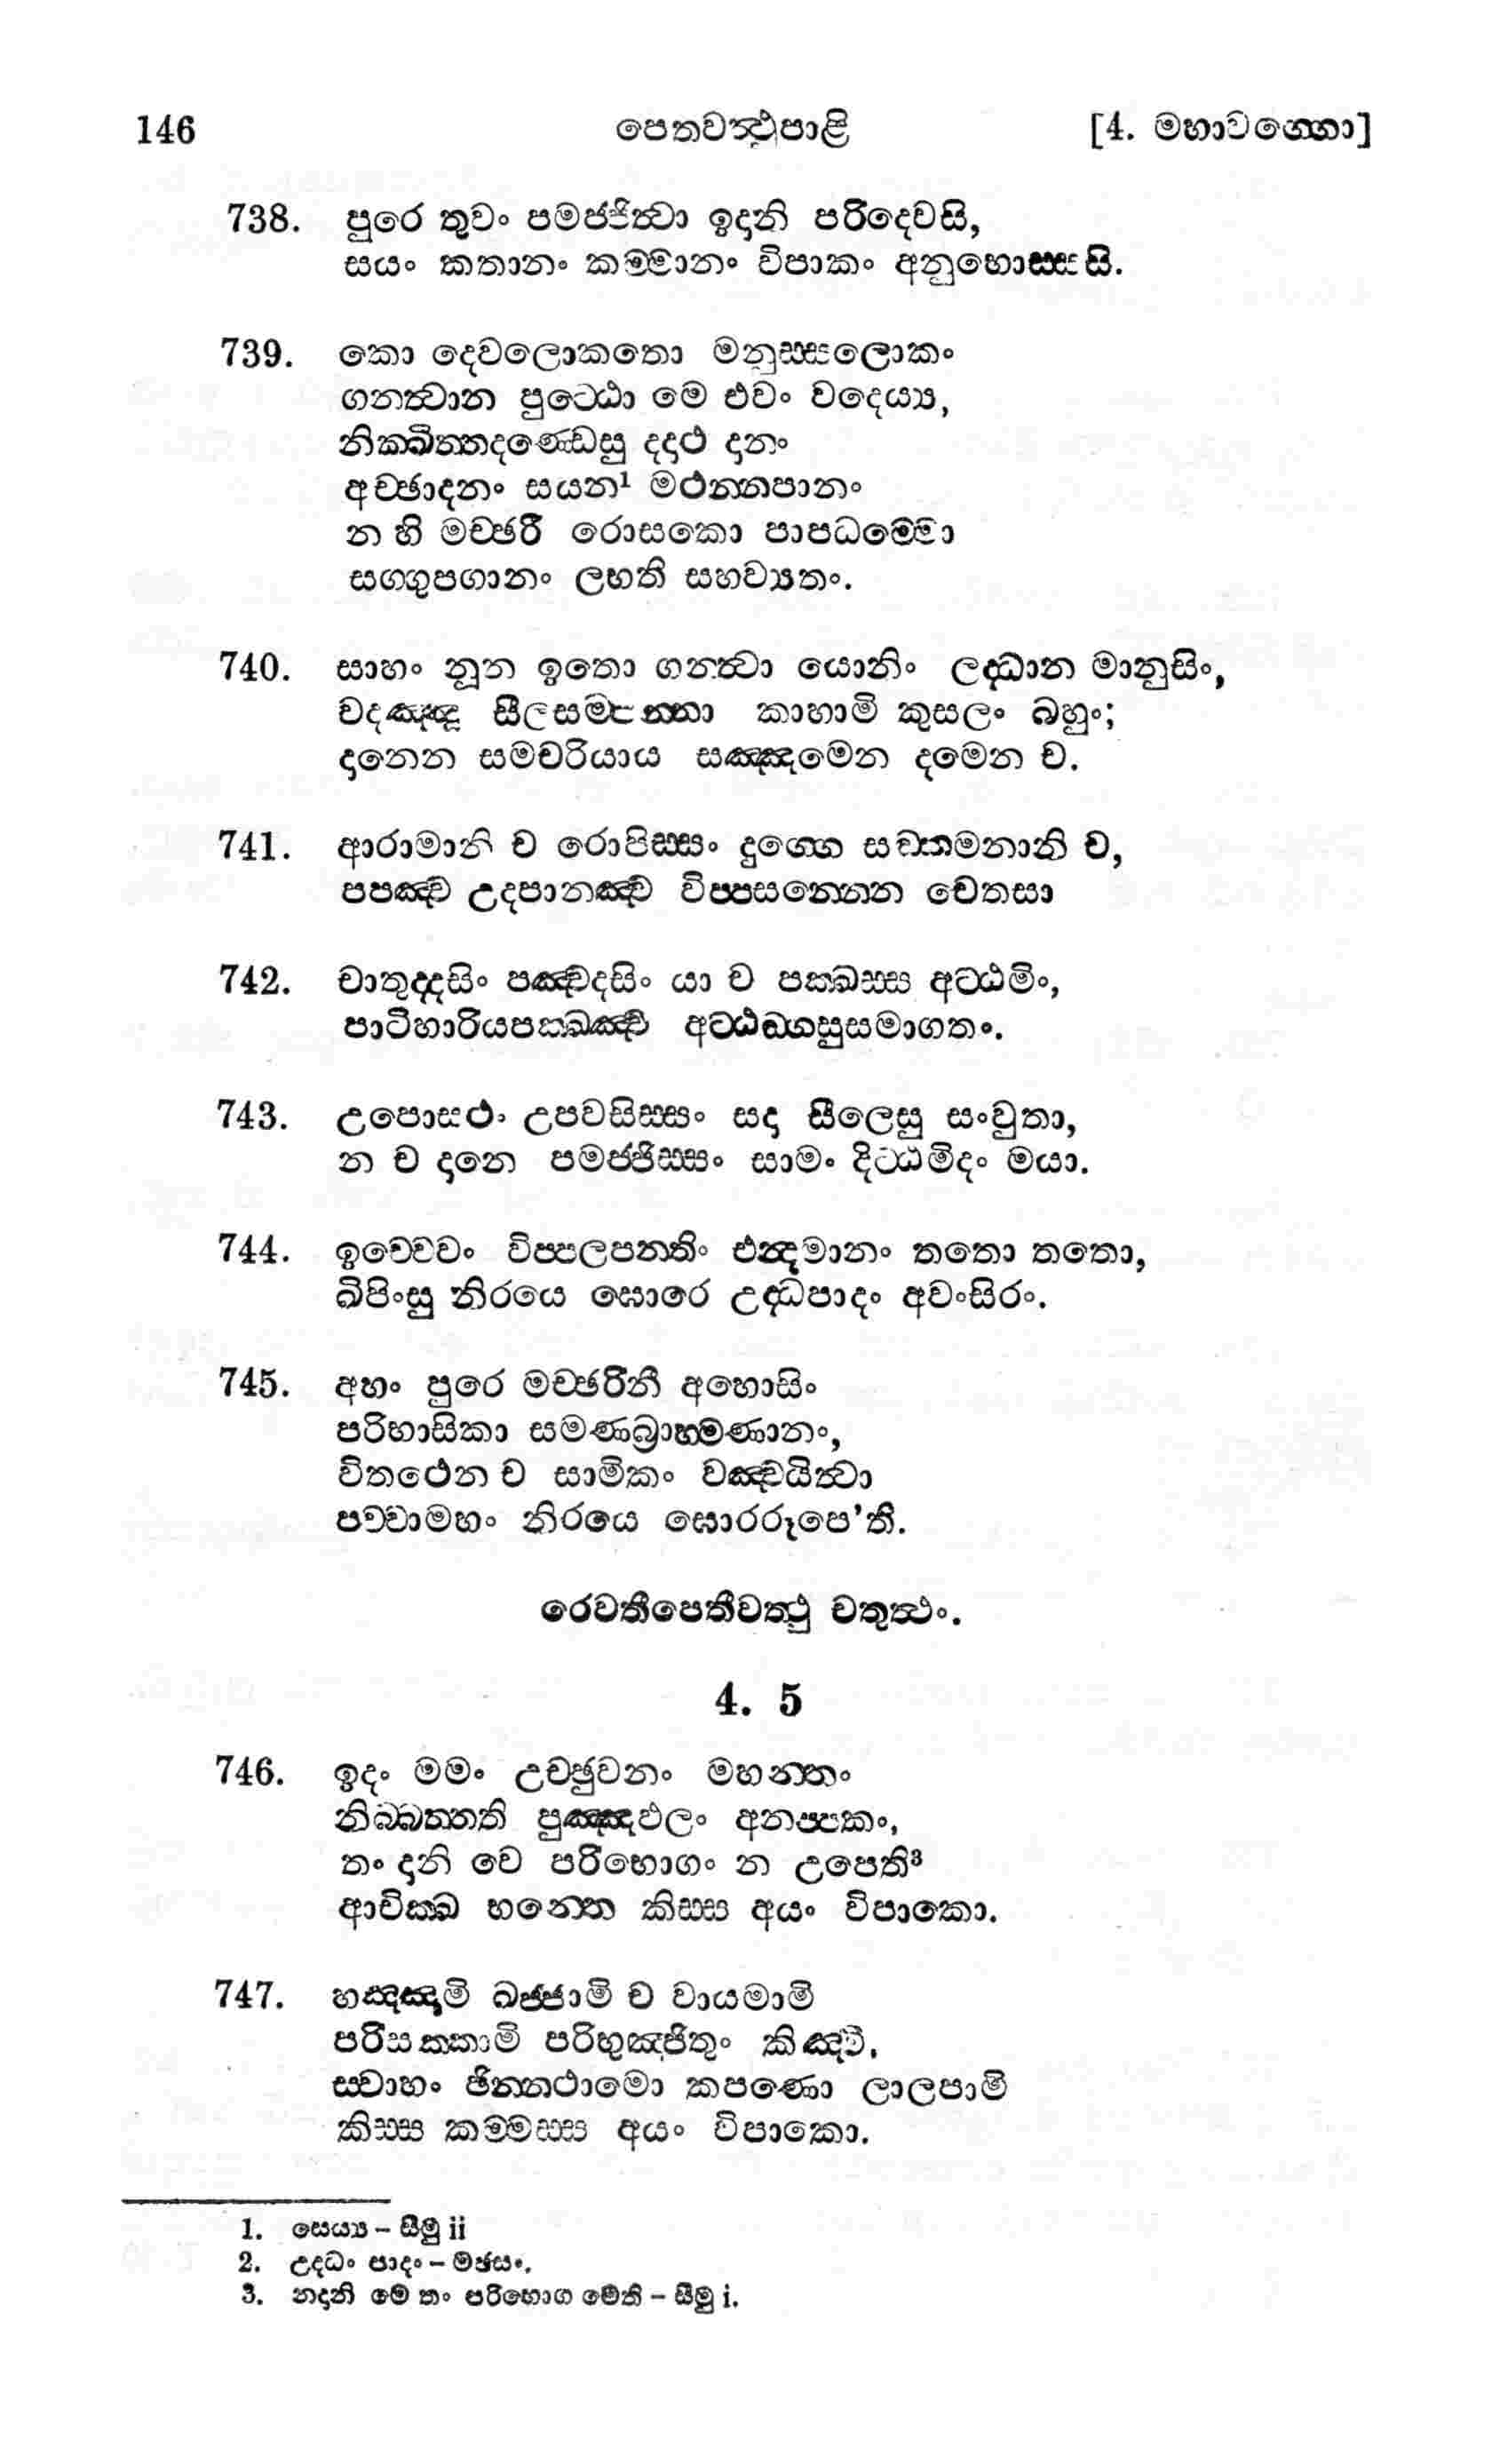 146 පෙතවත්ථුපාළි [4. මහාවග්ගො]
738. පුරෙ තුවං පමජ්ජිත්වා ඉදානි පරිදෙවසි,
සයං කතානං කම්මානං විපාකං අනුභොස්සසි.
739. කො දෙවලොකතො මනුස්සලොකං
ගන්ත්වාන පුට්ඨො මෙ එවං වදෙය්‍ය,
නික්ඛිත්තදණ්ඩෙසු දදාථ දානං
අච්ඡාදනං සයන¹ මථන්නපානං
න හි මච්ඡරී රොසකො පාපධම්මො
සග්ගුපගානං ලභති සහව්‍යතං.
740. සාහං නූන ඉතො ගන්ත්වා යොනිං ලද්ධාන මානුසිං,
වදඤ්ඤූ සීලසම්පන්නා කාහාමි කුසලං බහුං;
දානෙන සමචරියාය සඤ්ඤමෙන දමෙන ච.
741. ආරාමානි ච රොපිස්සං දුග්ගෙ සඞ්කමනානි ච,
පපඤ්ච උදපානඤ්ච විප්පසන්නෙන චෙතසා
742. චාතුද්දසිං පඤ්චදසිං යා ච පක්ඛස්ස අට්ඨමිං,
පාටිහාරියපක්ඛඤ්ච අට්ඨඞ්ගසුසමාගතං.
743. උපොසථං උපවසිස්සං සදා සීලෙසු සංවුතා,
න ච දානෙ පමජ්ජිස්සං සාමං දිට්ඨමිදං මයා.
744. ඉච්චෙවං විප්පලපන්තිං ඵන්දමානං තතො තතො,
ඛිපිංසු නිරයෙ ඝොරෙ උද්ධපාදං අවංසිරං.
745. අහං පුරෙ මච්ඡරිනී අහොසිං
පරිභාසිකා සමණබ්‍රාහ්මණානං,
විතථෙන ච සාමිකං වඤ්චයිත්වා
පච්චාමහං නිරයෙ ඝොරරූපෙ’ති.
රෙවතීපෙතීවත්ථු චතුත්ථං.
4. 5
746. ඉදං මමං උච්ඡුවනං මහන්තං
නිබ්බත්තති පුඤ්ඤඵලං අනප්පකං,
තං දානි මෙ පරිභොගං න උපෙති³
ආචික්ඛ භන්තෙ කිස්ස අයං විපාකො.
747. හඤ්ඤාමි ඛජ්ජාමි ච වායමාමි
පරිසක්කාමි පරිභුඤ්ජිතුං කිඤ්චි,
ස්වාහං ඡින්නථාමො කපණො ලාලපාමි
කිස්ස කම්මස්ස අයං විපාකො.
1. සෙය්‍ය – සීමු ii
2. උද්ධං පාදං – මඡසං.
3. නදානි මෙ තං පරිභොග මෙති – සීමු i.